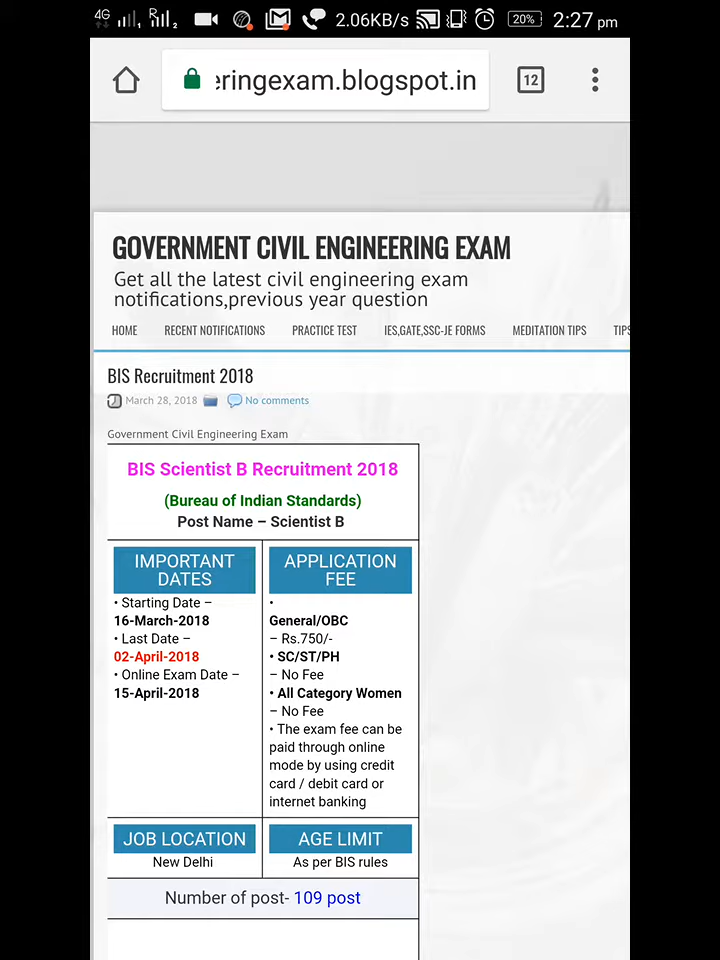 4G 1 R 2 2.06KB/s 20% 2:27 pm
eringexam.blogspot.in 12
GOVERNMENT CIVIL ENGINEERING EXAM
Get all the latest civil engineering exam
notifications,previous year question
HOME RECENT NOTIFICATIONS PRACTICE TEST IES,GATE,SSC-JE FORMS MEDITATION TIPS TIPS
BIS Recruitment 2018
March 28, 2018 No comments
Government Civil Engineering Exam
BIS Scientist B Recruitment 2018
(Bureau of Indian Standards)
Post Name – Scientist B
IMPORTANT
DATES
• Starting Date –
16-March-2018
• Last Date –
02-April-2018
• Online Exam Date –
15-April-2018
APPLICATION
FEE
•
General/OBC
– Rs.750/-
• SC/ST/PH
– No Fee
• All Category Women
– No Fee
• The exam fee can be
paid through online
mode by using credit
card / debit card or
internet banking
JOB LOCATION
New Delhi
AGE LIMIT
As per BIS rules
Number of post- 109 post